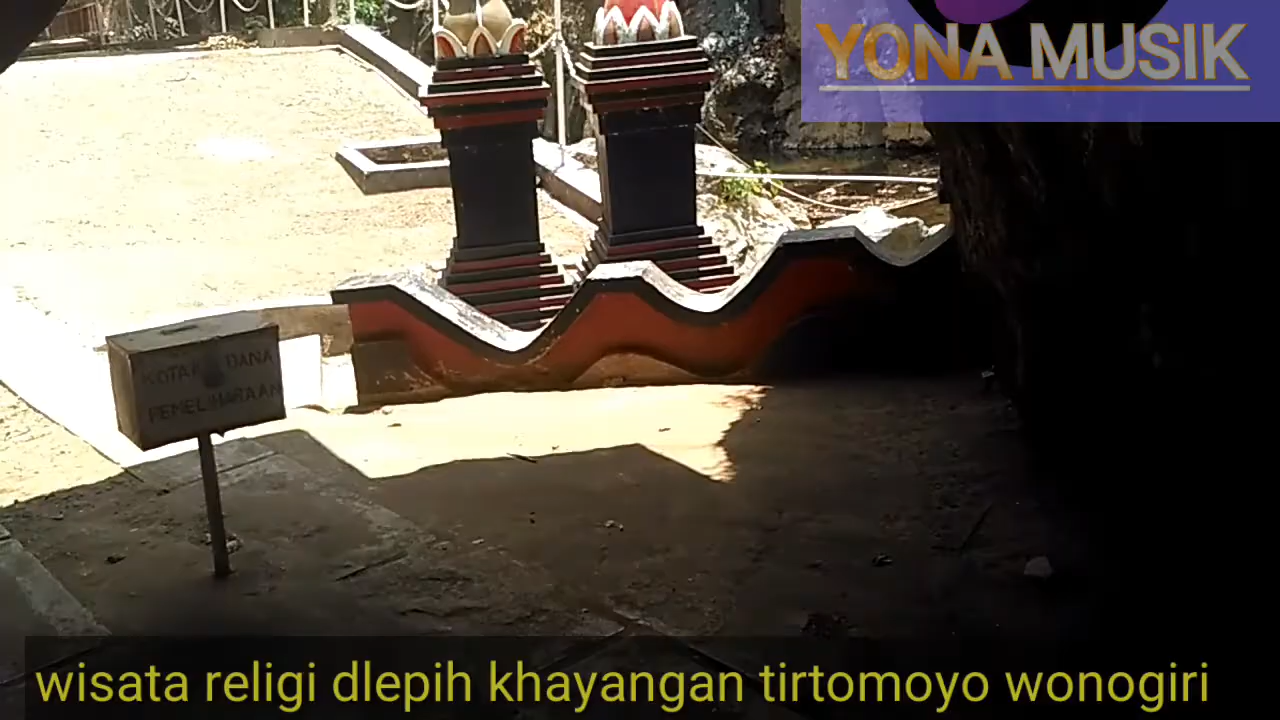 YONA MUSIK
KOTAK DANA
PEMELIHARAAN
wisata religi dlepih khayangan tirtomoyo wonogiri